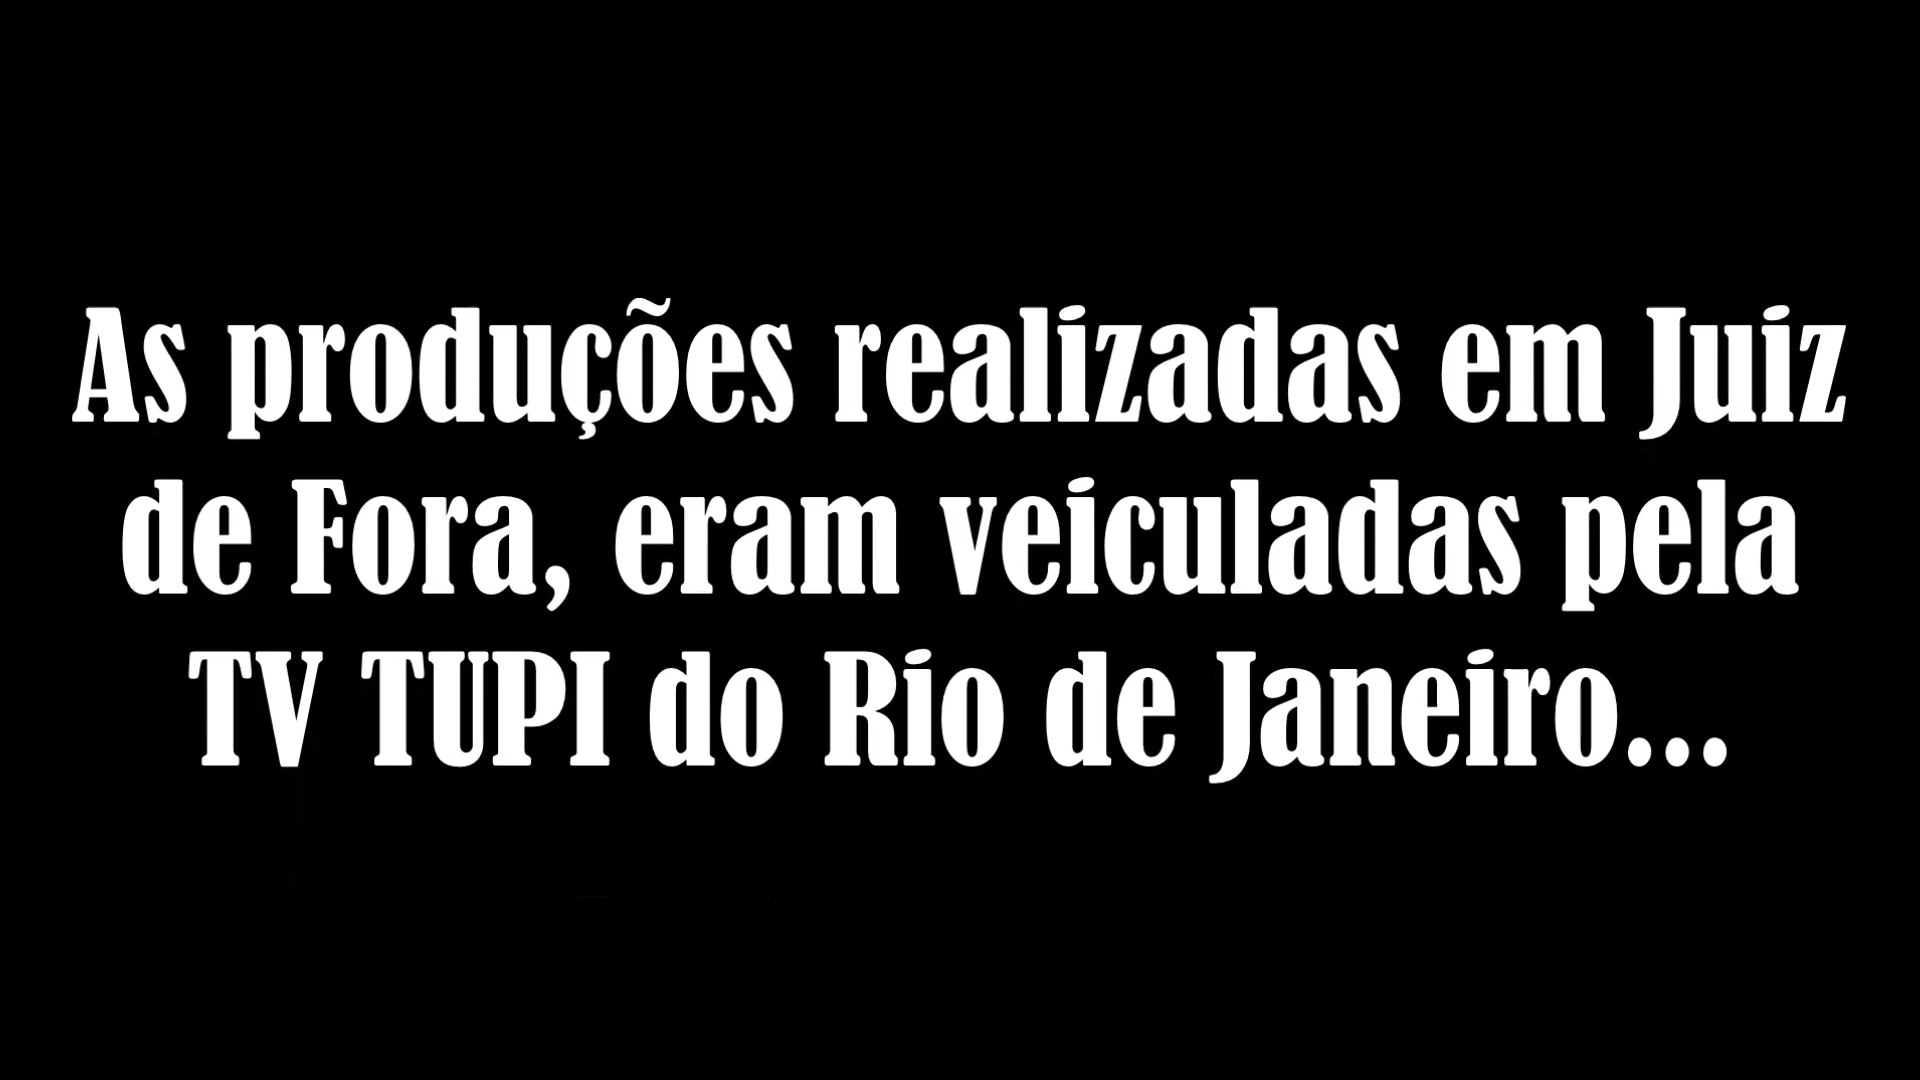 As produções realizadas em Juiz
de Fora, eram veiculadas pela
TV TUPI do Rio de Janeiro...